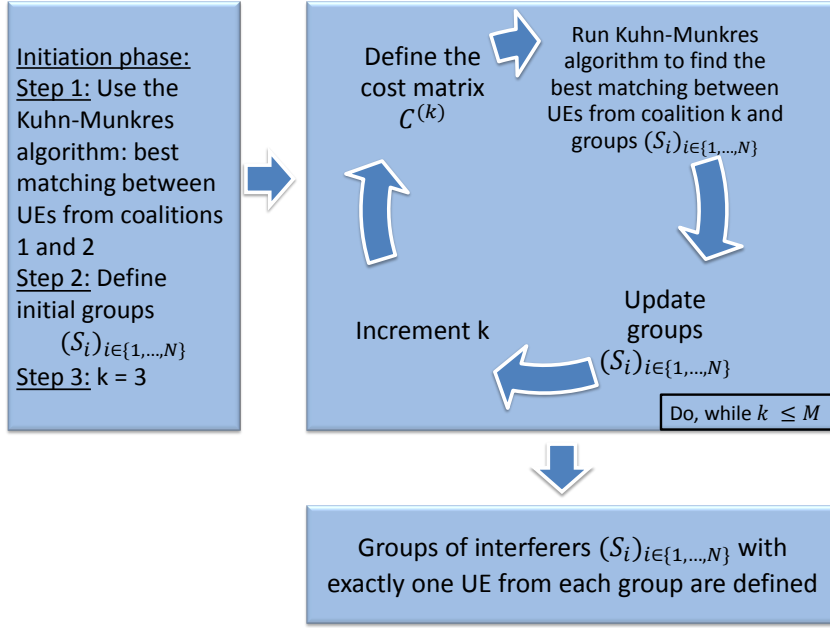 Initiation phase:
Step 1: Use the
Kuhn-Munkres
algorithm: best
matching between
UEs from coalitions
1 and 2
Step 2: Define
initial groups
(S_i)_{i∈{1,…,N}}
Step 3: k = 3
Define the
cost matrix
C^{(k)}
Run Kuhn-Munkres
algorithm to find the
best matching between
UEs from coalition k and
groups (S_i)_{i∈{1,…,N}}
Update
groups
(S_i)_{i∈{1,…,N}}
Increment k
Do, while k ≤ M
Groups of interferers (S_i)_{i∈{1,…,N}} with
exactly one UE from each group are defined